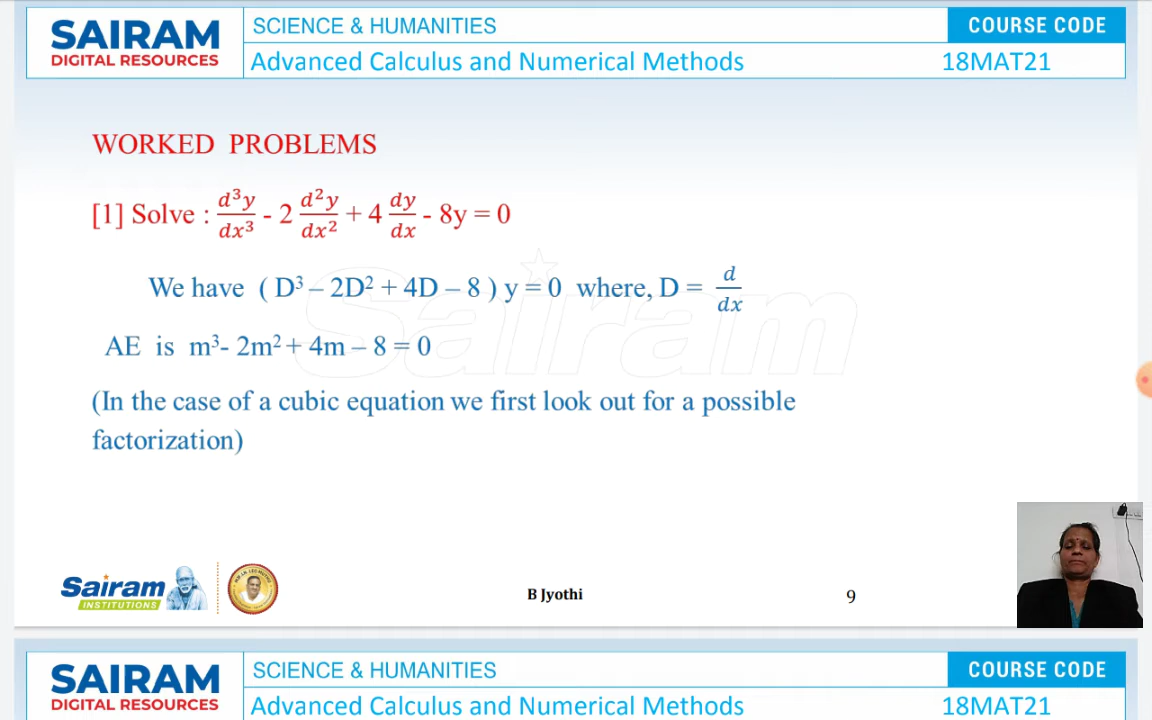 SAIRAM
DIGITAL RESOURCES
SCIENCE & HUMANITIES
COURSE CODE
Advanced Calculus and Numerical Methods
18MAT21
WORKED PROBLEMS
[1] Solve : d³y/dx³ - 2 d²y/dx² + 4 dy/dx - 8y = 0
We have ( D³ – 2D² + 4D – 8 ) y = 0 where, D = d/dx
AE is m³- 2m² + 4m – 8 = 0
(In the case of a cubic equation we first look out for a possible
factorization)
Sairam
Sairam
INSTITUTIONS
B Jyothi
9
SAIRAM
DIGITAL RESOURCES
SCIENCE & HUMANITIES
COURSE CODE
Advanced Calculus and Numerical Methods
18MAT21